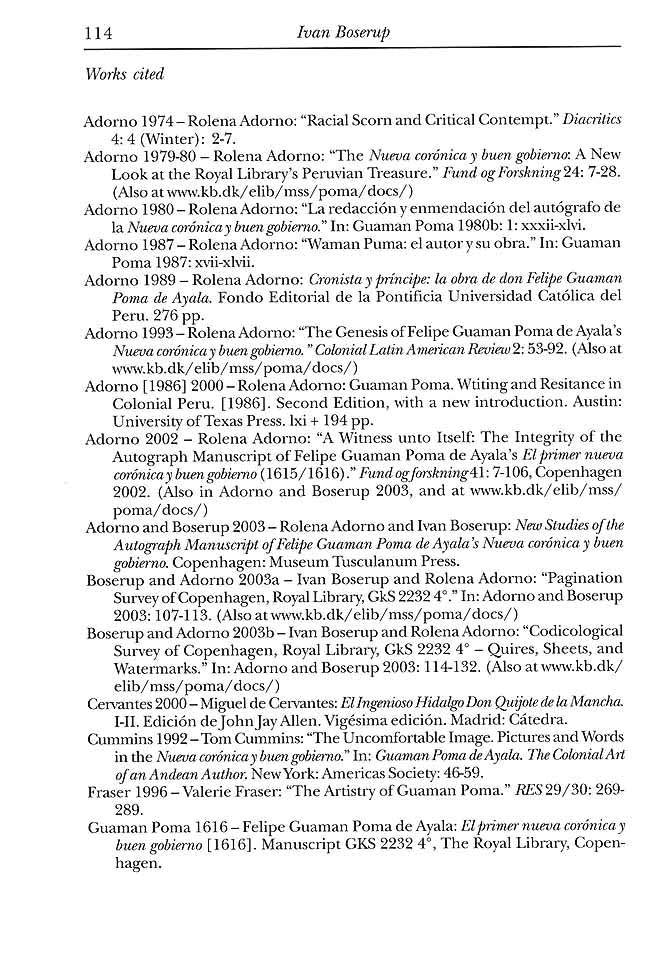 114 Ivan Boserup
Works cited
Adorno 1974 – Rolena Adorno: “Racial Scorn and Critical Contempt.” Diacritics
4: 4 (Winter): 2-7.
Adorno 1979-80 – Rolena Adorno: “The Nueva corónica y buen gobierno: A New
Look at the Royal Library’s Peruvian Treasure.” Fund og Forskning 24: 7-28.
(Also at www.kb.dk/elib/mss/poma/docs/)
Adorno 1980 – Rolena Adorno: “La redacción y enmendación del autógrafo de
la Nueva corónica y buen gobierno.” In: Guaman Poma 1980b: 1: xxxii-xlvi.
Adorno 1987 – Rolena Adorno: “Waman Puma: el autor y su obra.” In: Guaman
Poma 1987: xvii-xlvii.
Adorno 1989 – Rolena Adorno: Cronista y príncipe: la obra de don Felipe Guaman
Poma de Ayala. Fondo Editorial de la Pontificia Universidad Católica del
Peru. 276 pp.
Adorno 1993 – Rolena Adorno: “The Genesis of Felipe Guaman Poma de Ayala’s
Nueva corónica y buen gobierno.” Colonial Latin American Review 2: 53-92. (Also at
www.kb.dk/elib/mss/poma/docs/)
Adorno [1986] 2000 – Rolena Adorno: Guaman Poma. Wtiting and Resitance in
Colonial Peru. [1986]. Second Edition, with a new introduction. Austin:
University of Texas Press. lxi + 194 pp.
Adorno 2002 – Rolena Adorno: “A Witness unto Itself: The Integrity of the
Autograph Manuscript of Felipe Guaman Poma de Ayala’s El primer nueva
corónica y buen gobierno (1615/1616).” Fund og forskning 41: 7-106, Copenhagen
2002. (Also in Adorno and Boserup 2003, and at www.kb.dk/elib/mss/
poma/docs/)
Adorno and Boserup 2003 – Rolena Adorno and Ivan Boserup: New Studies of the
Autograph Manuscript of Felipe Guaman Poma de Ayala’s Nueva corónica y buen
gobierno. Copenhagen: Museum Tusculanum Press.
Boserup and Adorno 2003a – Ivan Boserup and Rolena Adorno: “Pagination
Survey of Copenhagen, Royal Library, GkS 2232 4°.” In: Adorno and Boserup
2003: 107-113. (Also at www.kb.dk/elib/mss/poma/docs/)
Boserup and Adorno 2003b – Ivan Boserup and Rolena Adorno: “Codicological
Survey of Copenhagen, Royal Library, GkS 2232 4° – Quires, Sheets, and
Watermarks.” In: Adorno and Boserup 2003: 114-132. (Also at www.kb.dk/
elib/mss/poma/docs/)
Cervantes 2000 – Miguel de Cervantes: El Ingenioso Hidalgo Don Quijote de la Mancha.
I-II. Edición de John Jay Allen. Vigésima edición. Madrid: Cátedra.
Cummins 1992 – Tom Cummins: “The Uncomfortable Image. Pictures and Words
in the Nueva corónica y buen gobierno.” In: Guaman Poma de Ayala. The Colonial Art
of an Andean Author. New York: Americas Society: 46-59.
Fraser 1996 – Valerie Fraser: “The Artistry of Guaman Poma.” RES 29/30: 269-
289.
Guaman Poma 1616 – Felipe Guaman Poma de Ayala: El primer nueva corónica y
buen gobierno [1616]. Manuscript GKS 2232 4°, The Royal Library, Copen-
hagen.